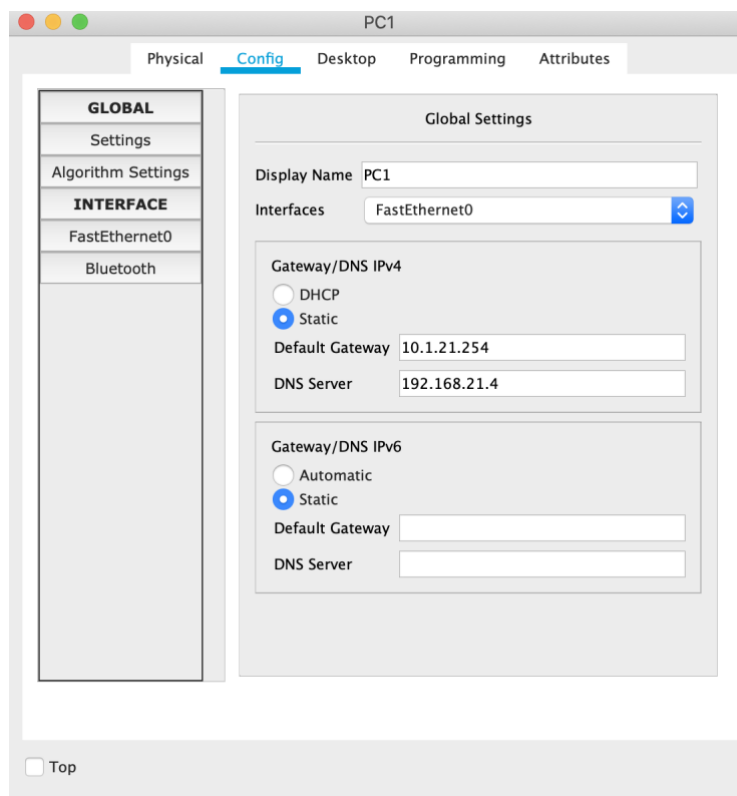 PC1
Physical Config Desktop Programming Attributes
GLOBAL
Settings
Algorithm Settings
INTERFACE
FastEthernet0
Bluetooth
Global Settings
Display Name PC1
Interfaces FastEthernet0
Gateway/DNS IPv4
DHCP
Static
Default Gateway 10.1.21.254
DNS Server 192.168.21.4
Gateway/DNS IPv6
Automatic
Static
Default Gateway
DNS Server
Top